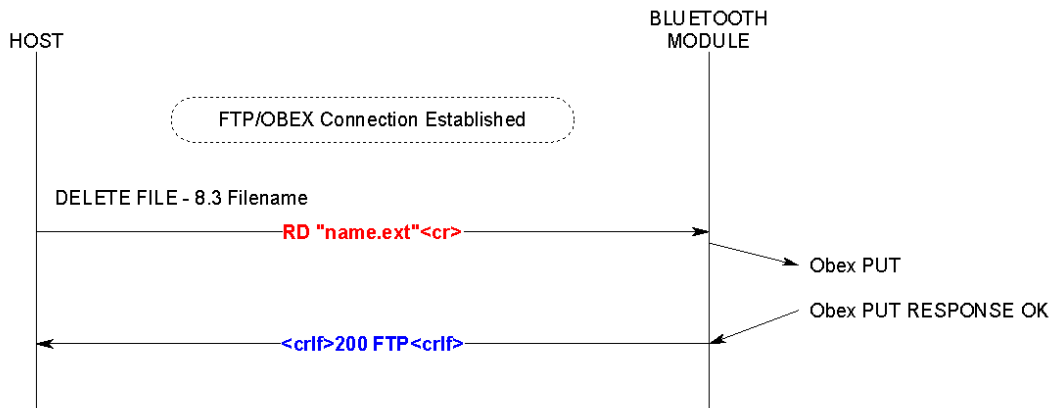 HOST
BLUETOOTH
MODULE
FTP/OBEX Connection Established
DELETE FILE - 8.3 Filename
RD "name.ext"<cr>
Obex PUT
Obex PUT RESPONSE OK
<crlf>200 FTP<crlf>